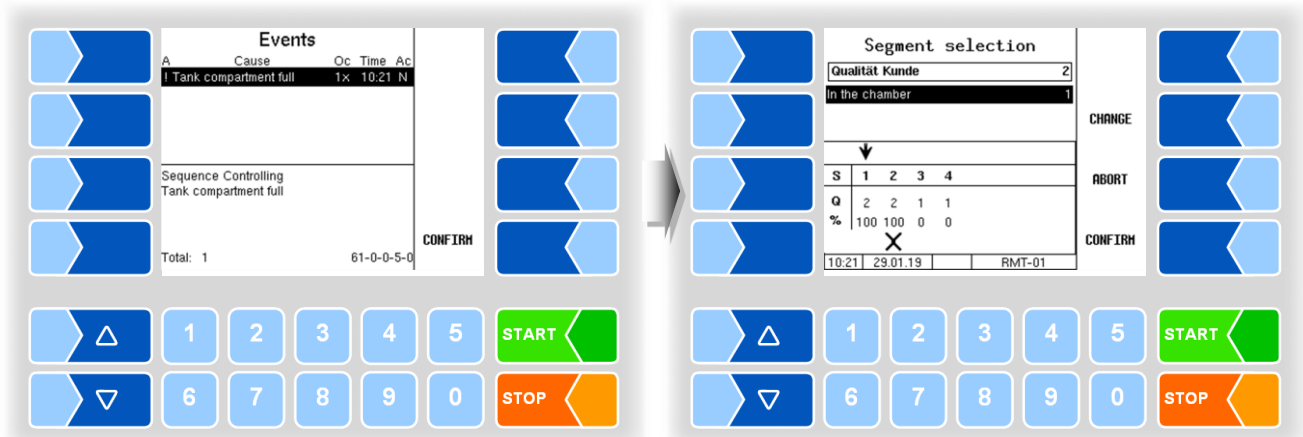 Events
A Cause Oc Time Ac
! Tank compartment full 1x 10:21 N
Sequence Controlling
Tank compartment full
CONFIRM
Total: 1 61-0-0-5-0
1 2 3 4 5 START
6 7 8 9 0 STOP
Segment selection
Qualität Kunde 2
In the chamber 1
CHANGE
S 1 2 3 4
ABORT
Q 2 2 1 1
% 100 100 0 0
CONFIRM
10:21 29.01.19 RMT-01
1 2 3 4 5 START
6 7 8 9 0 STOP